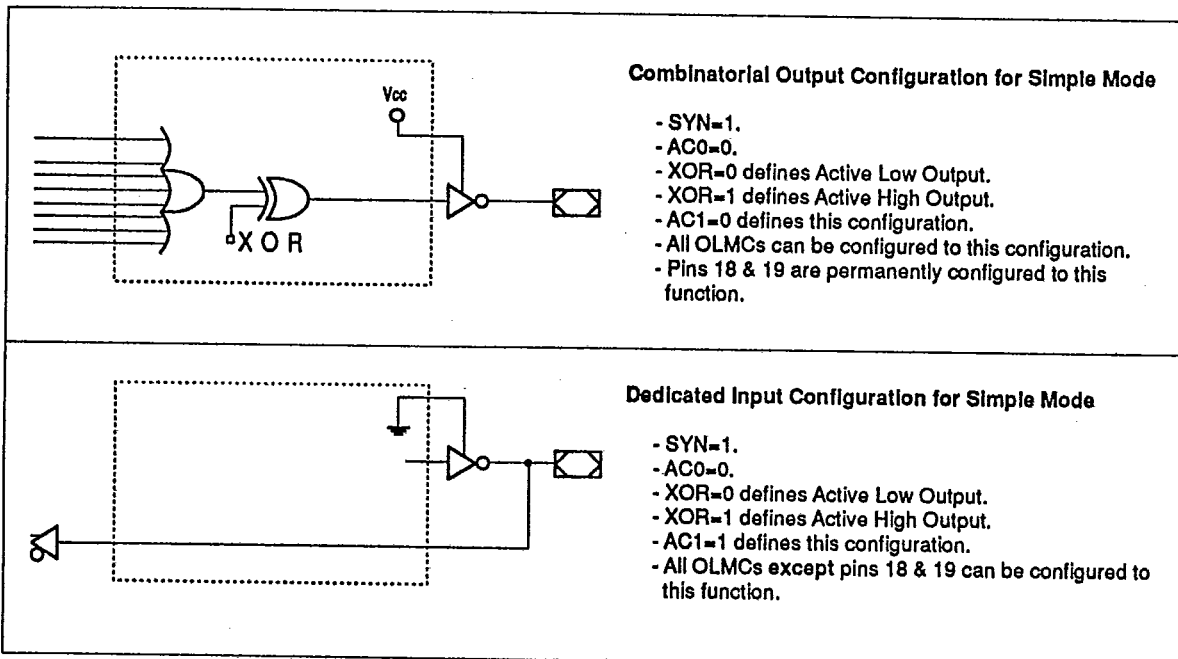 Combinatorial Output Configuration for Simple Mode
Vcc
- SYN=1.
- AC0=0.
- XOR=0 defines Active Low Output.
- XOR=1 defines Active High Output.
- AC1=0 defines this configuration.
- All OLMCs can be configured to this configuration.
- Pins 18 & 19 are permanently configured to this
function.
XOR
Dedicated Input Configuration for Simple Mode
- SYN=1.
- AC0=0.
- XOR=0 defines Active Low Output.
- XOR=1 defines Active High Output.
- AC1=1 defines this configuration.
- All OLMCs except pins 18 & 19 can be configured to
this function.